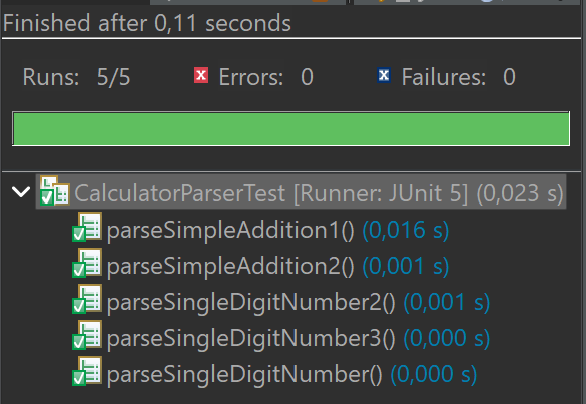 Finished after 0,11 seconds
Runs: 5/5 Errors: 0 Failures: 0
CalculatorParserTest [Runner: JUnit 5] (0,023 s)
parseSimpleAddition1() (0,016 s)
parseSimpleAddition2() (0,001 s)
parseSingleDigitNumber2() (0,001 s)
parseSingleDigitNumber3() (0,000 s)
parseSingleDigitNumber() (0,000 s)